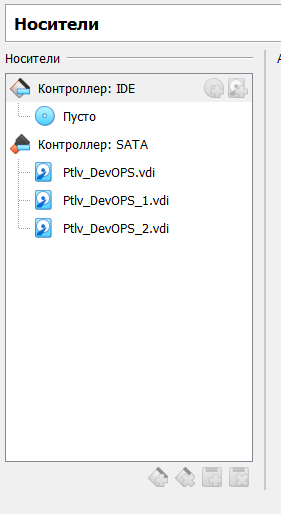 Носители
Носители
Контроллер: IDE
Пусто
Контроллер: SATA
Ptlv_DevOPS.vdi
Ptlv_DevOPS_1.vdi
Ptlv_DevOPS_2.vdi